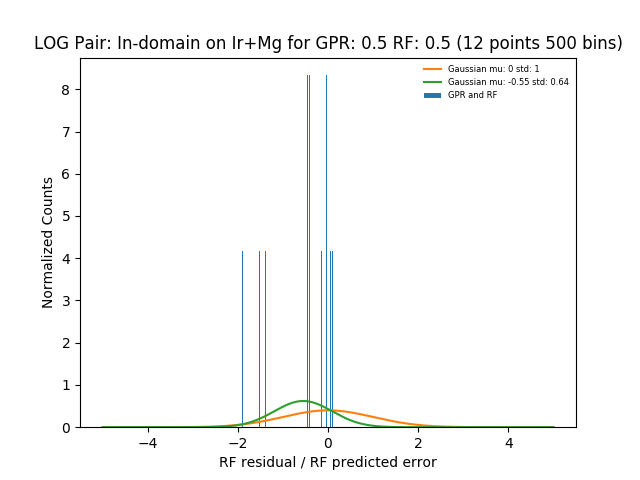 LOG Pair: In-domain on Ir+Mg for GPR: 0.5 RF: 0.5 (12 points 500 bins)
Gaussian mu: 0 std: 1
Gaussian mu: -0.55 std: 0.64
GPR and RF
Normalized Counts
8
7
6
5
4
3
2
1
0
−4 −2 0 2 4
RF residual / RF predicted error